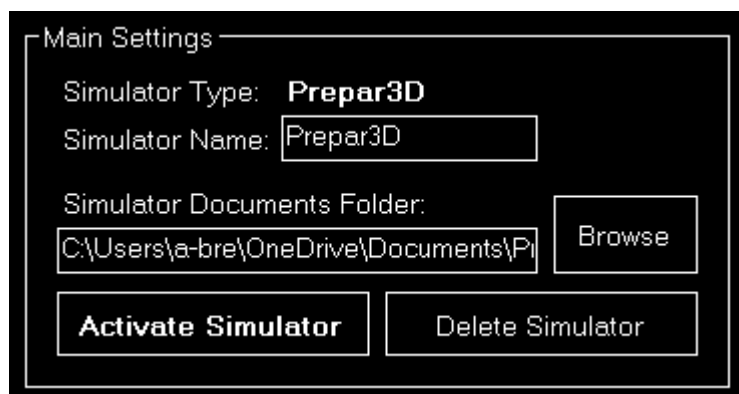 Main Settings
Simulator Type: Prepar3D
Simulator Name: Prepar3D
Simulator Documents Folder:
C:\Users\a-bre\OneDrive\Documents\Pr
Browse
Activate Simulator Delete Simulator